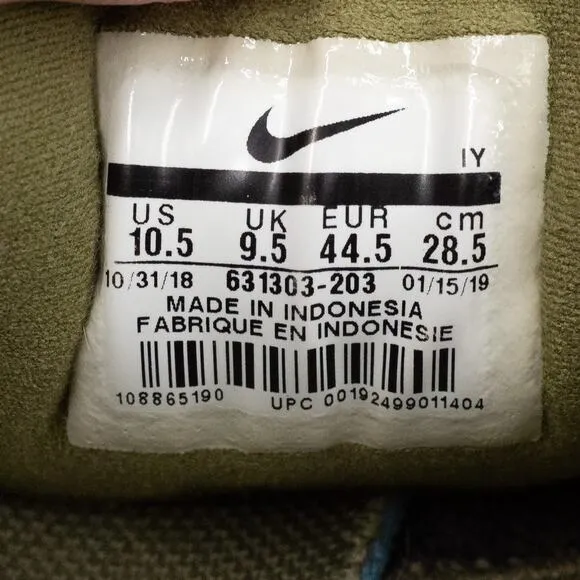 IY
US UK EUR cm
10.5 9.5 44.5 28.5
10/31/18 631303-203 01/15/19
MADE IN INDONESIA
FABRIQUE EN INDONESIE
108865190 UPC 00192499011404